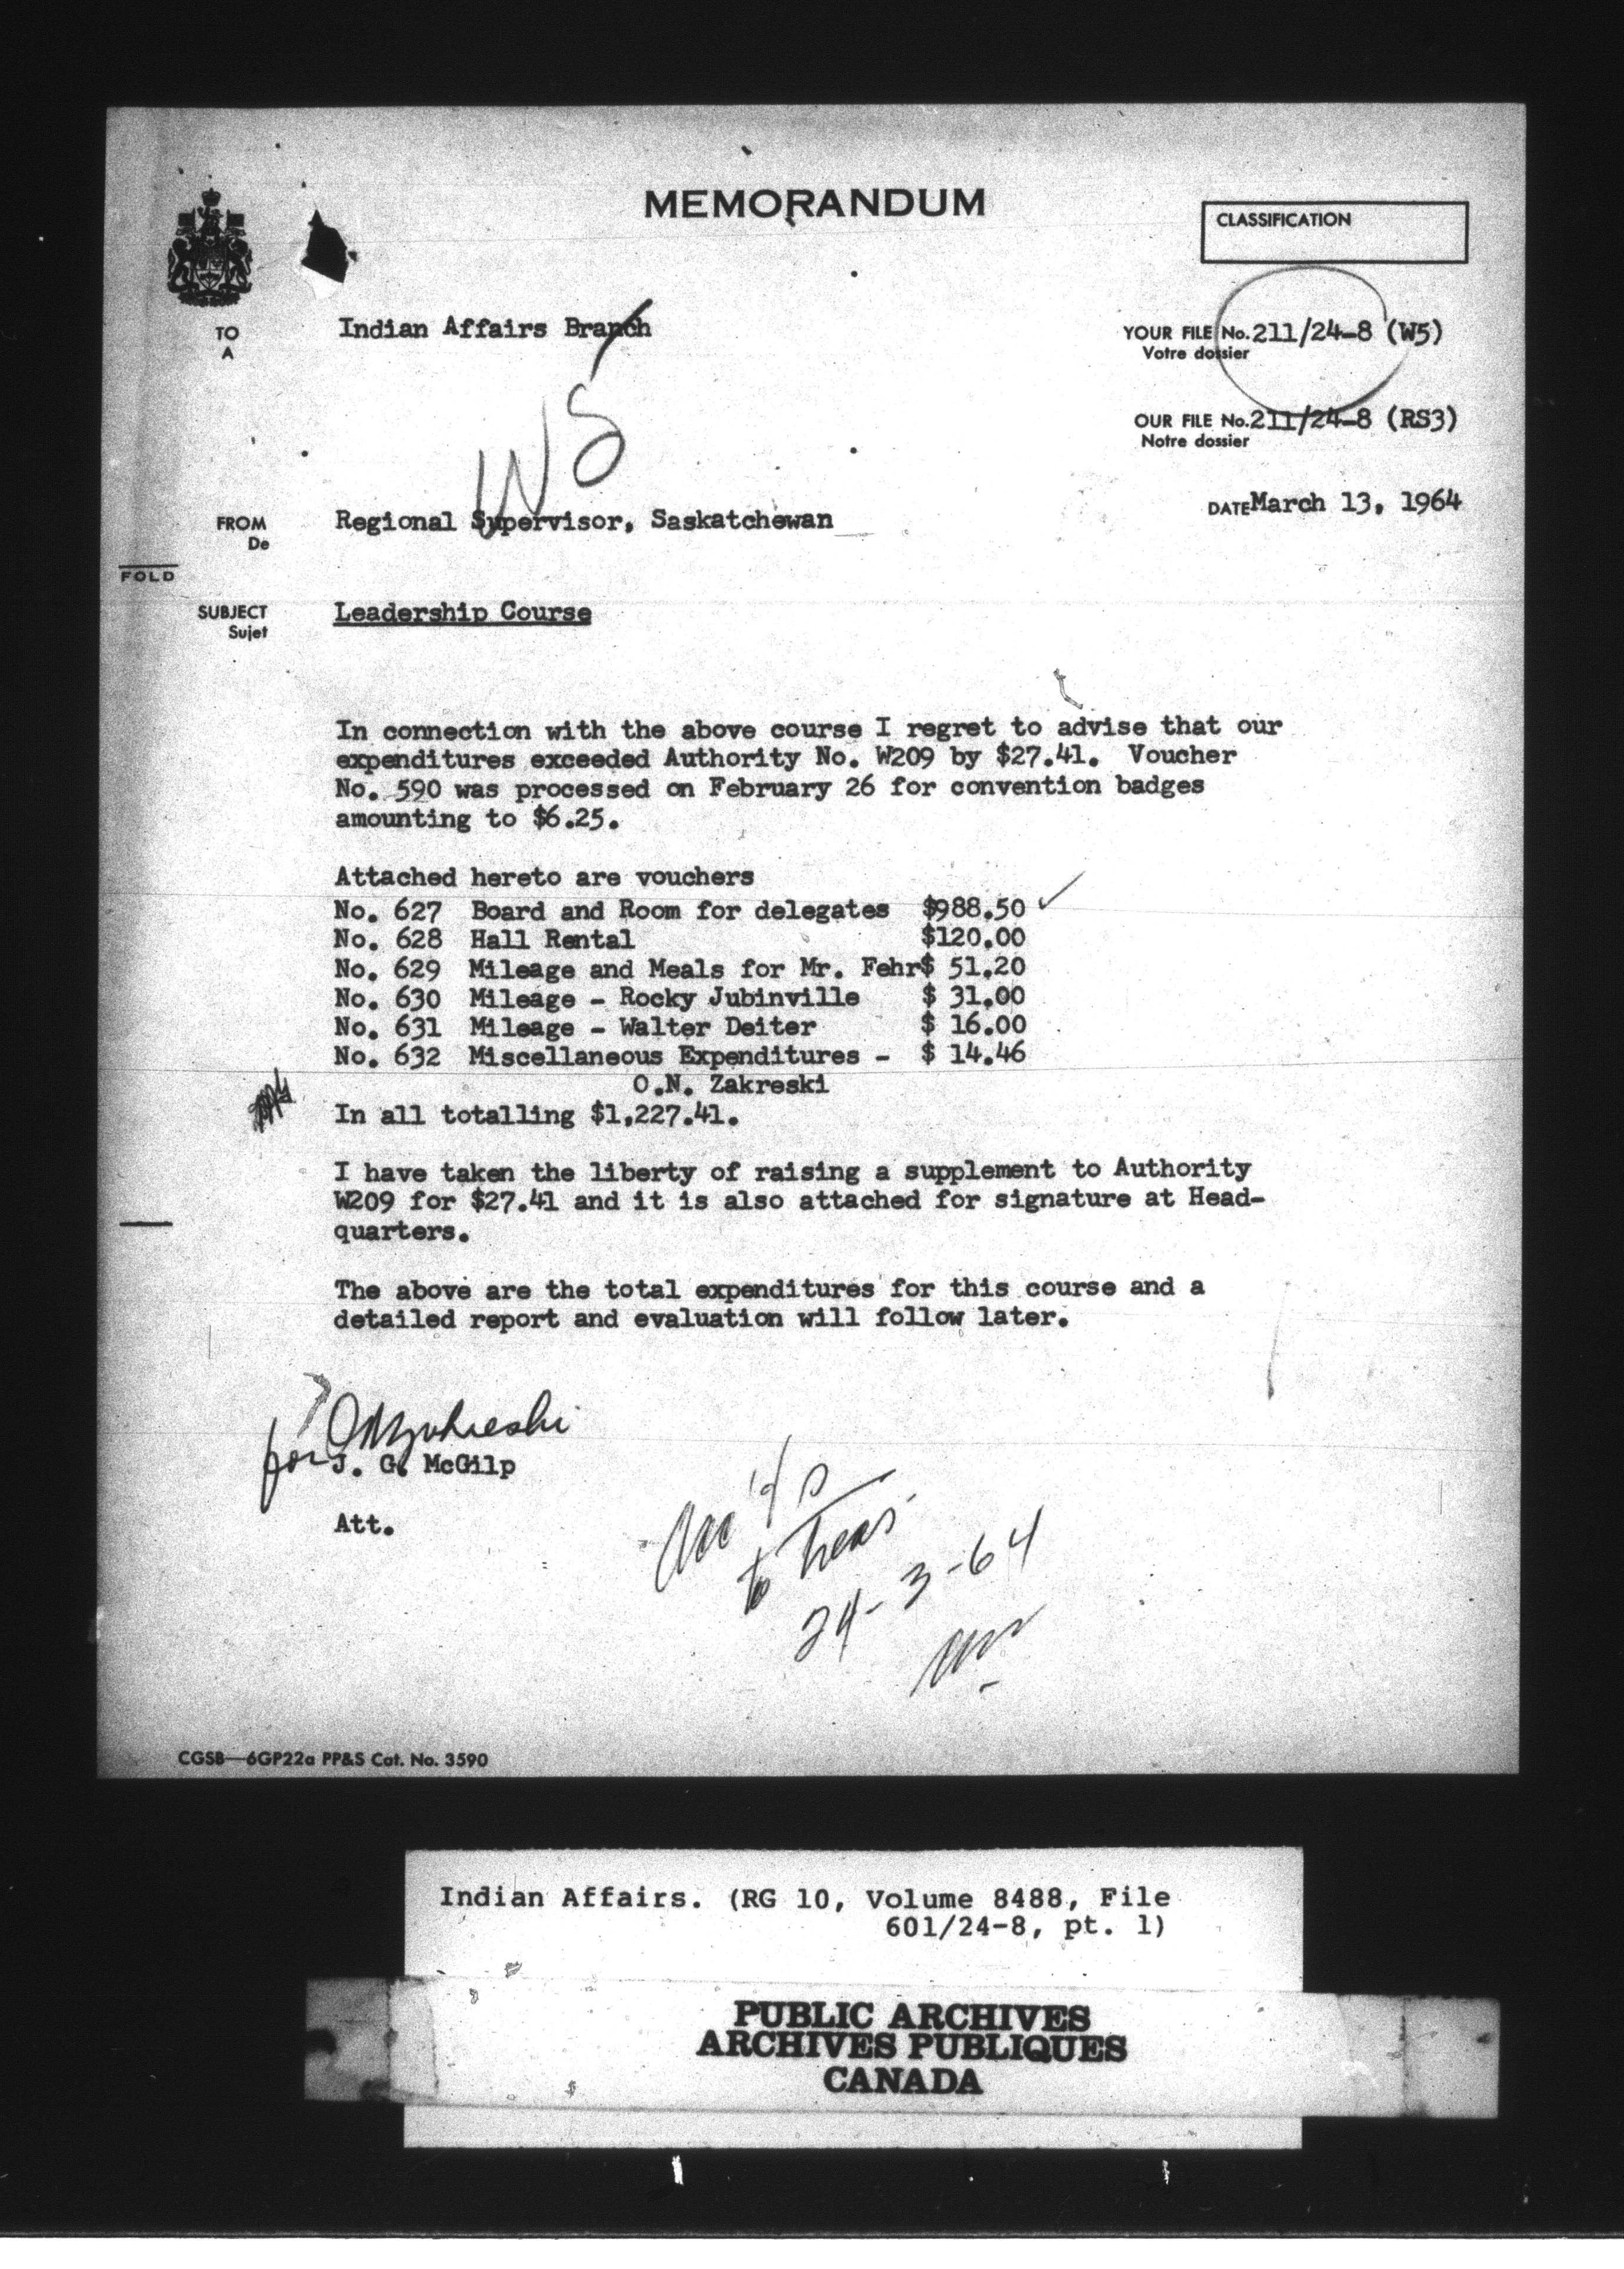 MEMORANDUM
CLASSIFICATION
TO
A
Indian Affairs Branch
YOUR FILE No. 211/24-8 (W5)
Votre dossier
W5
OUR FILE No. 211/24-8 (RS3)
Notre dossier
DATE March 13, 1964
FROM
De
Regional Supervisor, Saskatchewan
FOLD
SUBJECT
Sujet
Leadership Course
In connection with the above course I regret to advise that our
expenditures exceeded Authority No. W209 by $27.41. Voucher
No. 590 was processed on February 26 for convention badges
amounting to $6.25.
Attached hereto are vouchers
No. 627 Board and Room for delegates $988.50 ✓
No. 628 Hall Rental $120.00
No. 629 Mileage and Meals for Mr. Fehr $ 51.20
No. 630 Mileage - Rocky Jubinville $ 31.00
No. 631 Mileage - Walter Deiter $ 16.00
No. 632 Miscellaneous Expenditures - $ 14.46
O.N. Zakreski
In all totalling $1,227.41.
I have taken the liberty of raising a supplement to Authority
W209 for $27.41 and it is also attached for signature at Head-
quarters.
The above are the total expenditures for this course and a
detailed report and evaluation will follow later.
ONZakreski
for J. G. McGilp
Att.
to Treas.
24-3-64
CGSB—6GP22a PP&S Cat. No. 3590
Indian Affairs. (RG 10, Volume 8488, File
601/24-8, pt. 1)
PUBLIC ARCHIVES
ARCHIVES PUBLIQUES
CANADA